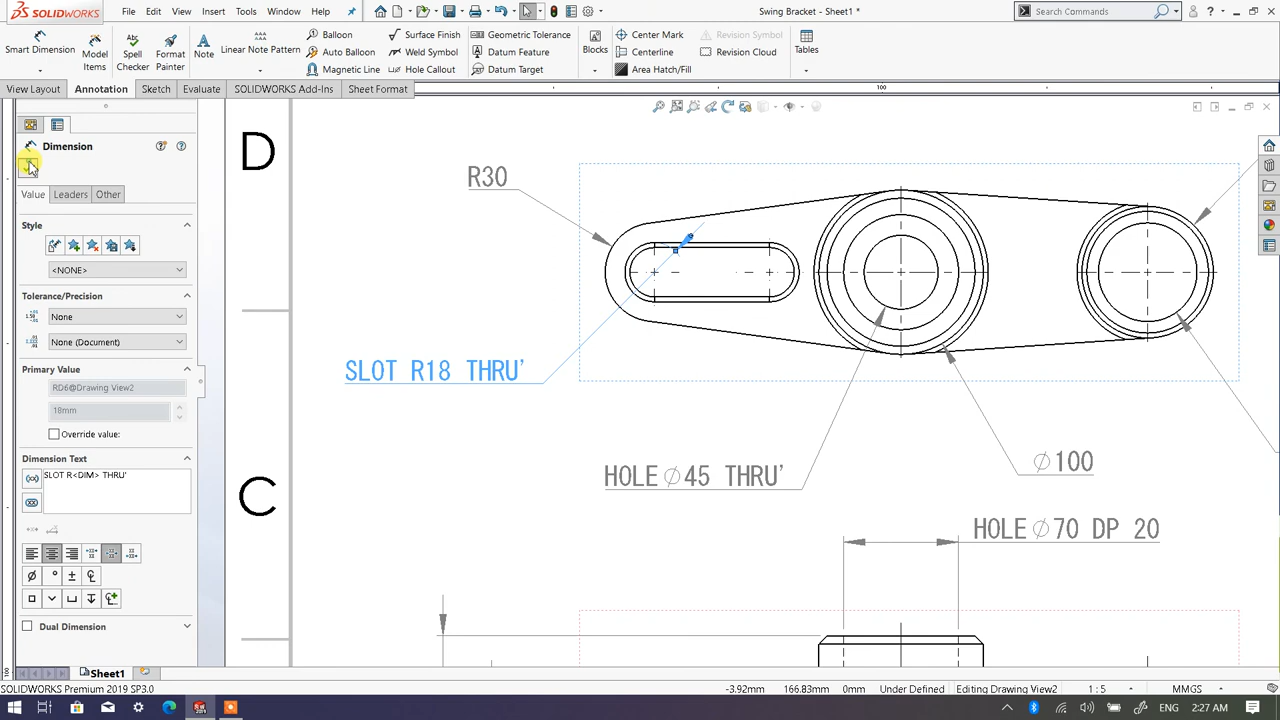 SOLIDWORKS File Edit View Insert Tools Window Help Swing Bracket - Sheet1 * Search Commands
Smart Dimension Model Items Spell Checker Format Painter Note Linear Note Pattern Balloon Auto Balloon Magnetic Line Surface Finish Weld Symbol Hole Callout Geometric Tolerance Datum Feature Datum Target Blocks Center Mark Centerline Area Hatch/Fill Revision Symbol Revision Cloud Tables
View Layout Annotation Sketch Evaluate SOLIDWORKS Add-Ins Sheet Format
100
Dimension
Value Leaders Other
Style
<NONE>
Tolerance/Precision
None
None (Document)
Primary Value
RD6@Drawing View2
18mm
Override value:
Dimension Text
SLOT R<DIM> THRU'
Dual Dimension
D
R30
SLOT R18 THRU'
HOLE∅45 THRU'
∅100
C
HOLE∅70 DP 20
Sheet1
SOLIDWORKS Premium 2019 SP3.0 -3.92mm 166.83mm 0mm Under Defined Editing Drawing View2 1 : 5 MMGS
ENG 2:27 AM